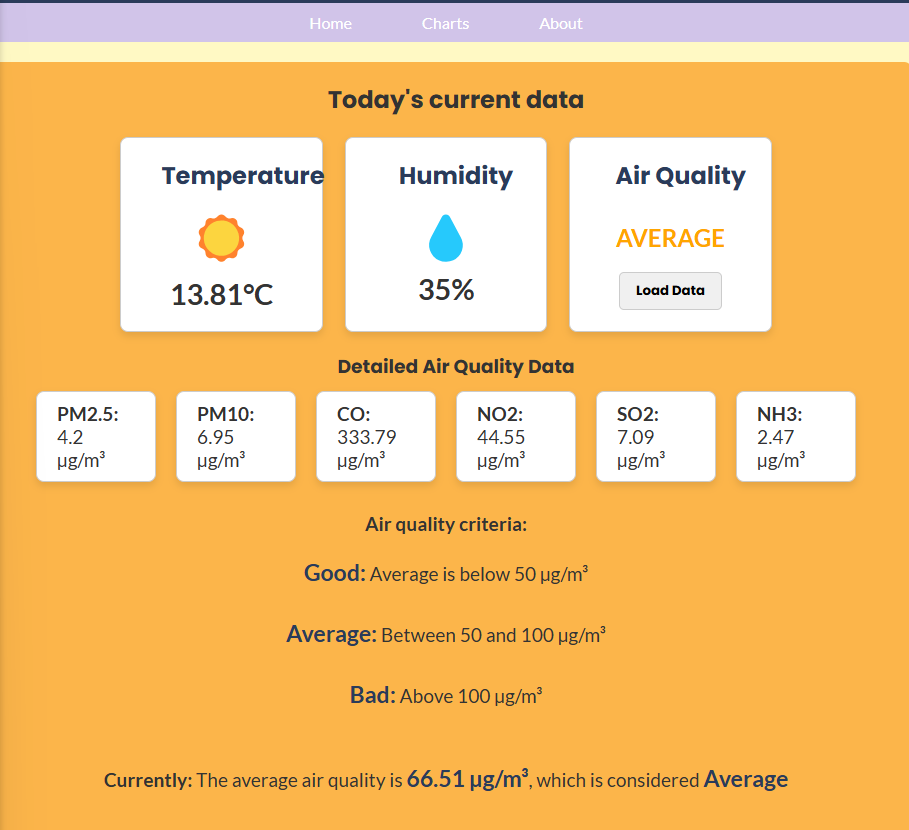 Home Charts About
Today's current data
Temperature
13.81°C
Humidity
35%
Air Quality
AVERAGE
Load Data
Detailed Air Quality Data
PM2.5:
4.2
µg/m³
PM10:
6.95
µg/m³
CO:
333.79
µg/m³
NO2:
44.55
µg/m³
SO2:
7.09
µg/m³
NH3:
2.47
µg/m³
Air quality criteria:
Good: Average is below 50 µg/m³
Average: Between 50 and 100 µg/m³
Bad: Above 100 µg/m³
Currently: The average air quality is 66.51 µg/m³, which is considered Average